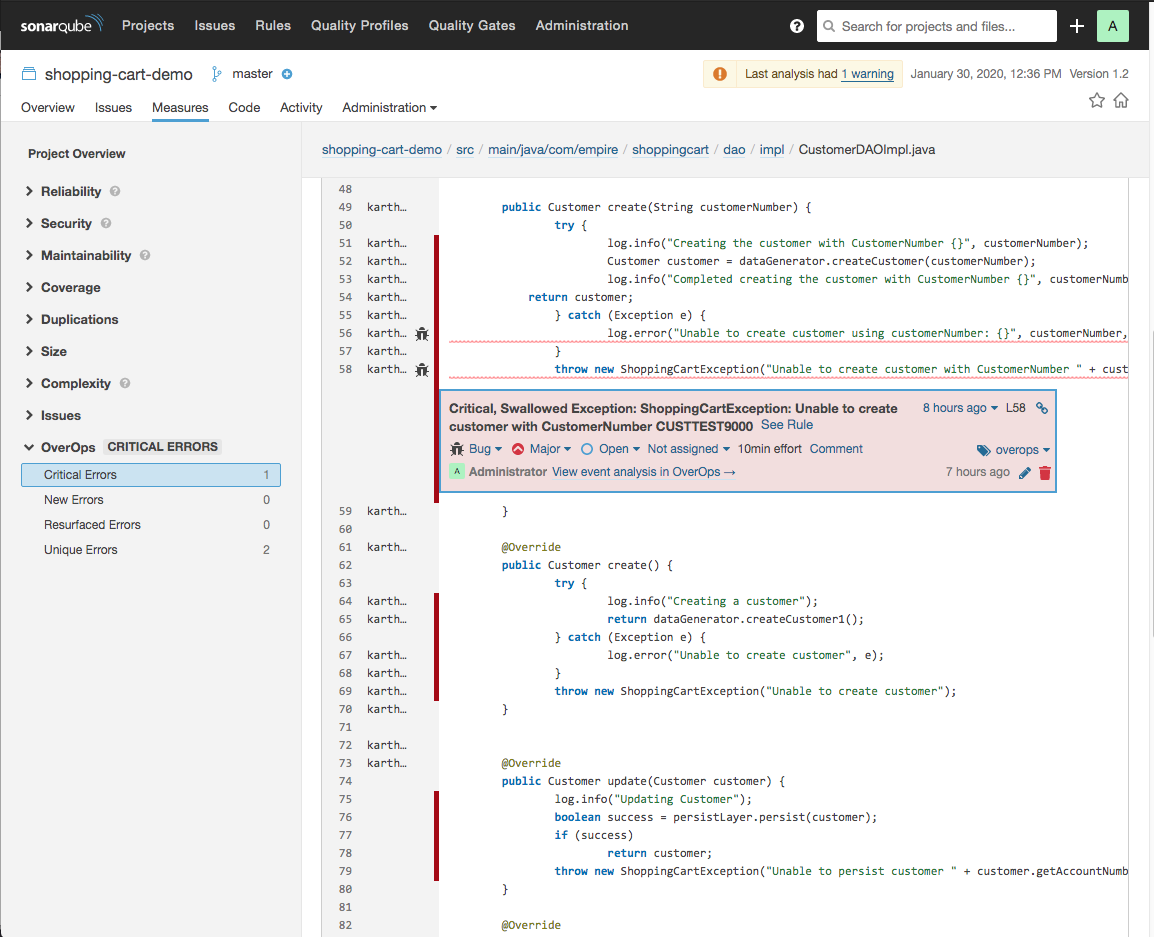 sonarqube Projects Issues Rules Quality Profiles Quality Gates Administration ? Search for projects and files... + A
shopping-cart-demo master Last analysis had 1 warning January 30, 2020, 12:36 PM Version 1.2
Overview Issues Measures Code Activity Administration
Project Overview
Reliability ?
Security ?
Maintainability ?
Coverage
Duplications
Size
Complexity ?
Issues
OverOps CRITICAL ERRORS
Critical Errors 1
New Errors 0
Resurfaced Errors 0
Unique Errors 2
shopping-cart-demo / src / main/java/com/empire / shoppingcart / dao / impl / CustomerDAOImpl.java
48
49 karth... public Customer create(String customerNumber) {
50 try {
51 karth... log.info("Creating the customer with CustomerNumber {}", customerNumber);
52 karth... Customer customer = dataGenerator.createCustomer(customerNumber);
53 karth... log.info("Completed creating the customer with CustomerNumber {}", customerNumb
54 karth... return customer;
55 karth... } catch (Exception e) {
56 karth... log.error("Unable to create customer using customerNumber: {}", customerNumber,
57 karth... }
58 karth... throw new ShoppingCartException("Unable to create customer with CustomerNumber " + cust
Critical, Swallowed Exception: ShoppingCartException: Unable to create 8 hours ago L58
customer with CustomerNumber CUSTTEST9000 See Rule
Bug Major Open Not assigned 10min effort Comment overops
A Administrator View event analysis in OverOps → 7 hours ago
59 karth... }
60
61 karth... @Override
62 public Customer create() {
63 try {
64 karth... log.info("Creating a customer");
65 karth... return dataGenerator.createCustomer1();
66 } catch (Exception e) {
67 karth... log.error("Unable to create customer", e);
68 karth... }
69 karth... throw new ShoppingCartException("Unable to create customer");
70 karth... }
71
72 karth...
73 karth... @Override
74 public Customer update(Customer customer) {
75 log.info("Updating Customer");
76 boolean success = persistLayer.persist(customer);
77 if (success)
78 return customer;
79 throw new ShoppingCartException("Unable to persist customer " + customer.getAccountNumb
80 }
81
82 @Override